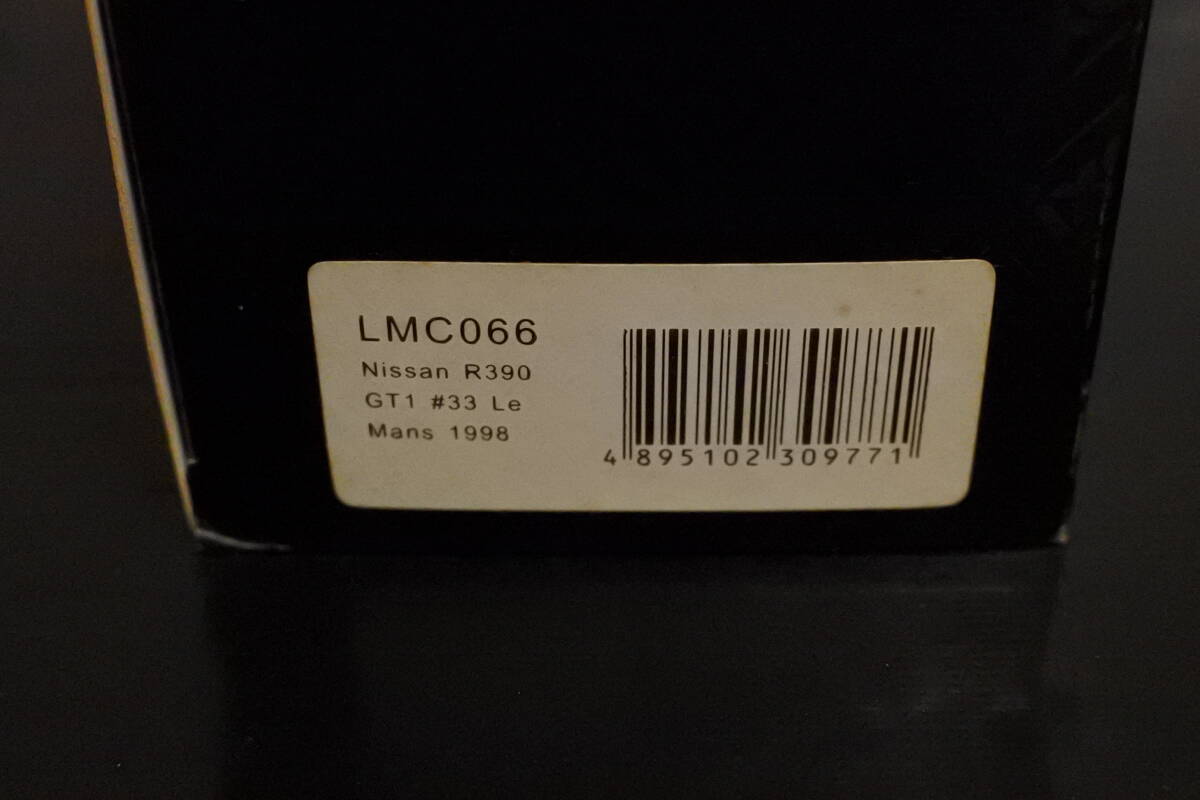 LMC066
Nissan R390
GT1 #33 Le
Mans 1998
4 895102 309771